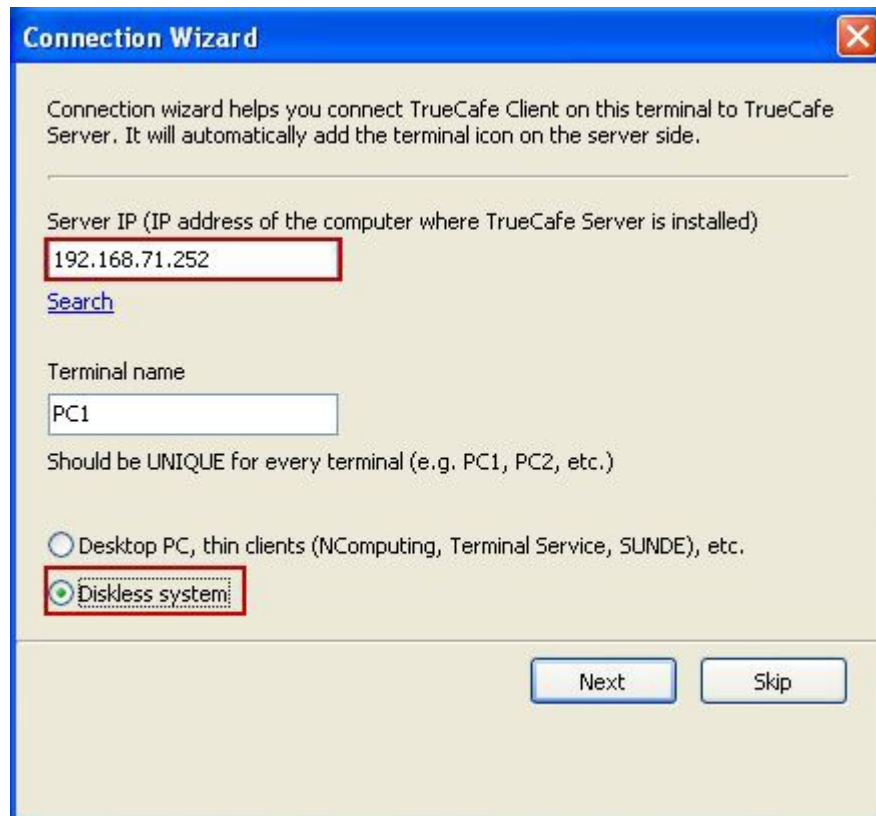 Connection Wizard
Connection wizard helps you connect TrueCafe Client on this terminal to TrueCafe
Server. It will automatically add the terminal icon on the server side.
Server IP (IP address of the computer where TrueCafe Server is installed)
192.168.71.252
Search
Terminal name
PC1
Should be UNIQUE for every terminal (e.g. PC1, PC2, etc.)
Desktop PC, thin clients (NComputing, Terminal Service, SUNDE), etc.
Diskless system
Next Skip